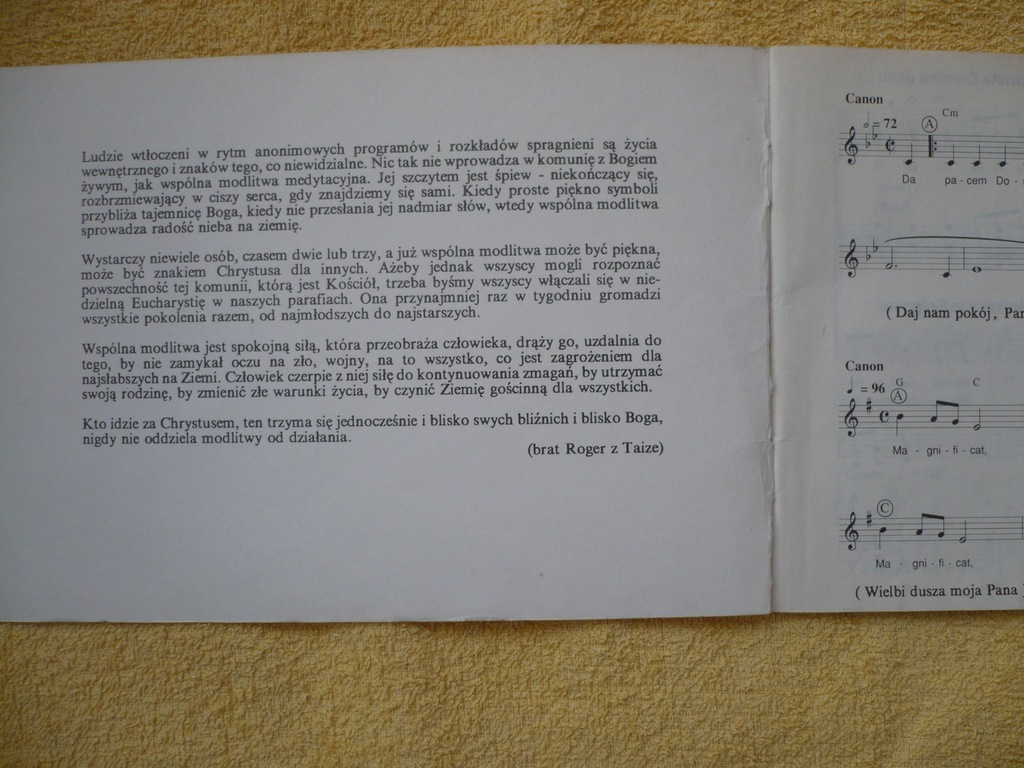 Ludzie wtłoczeni w rytm anonimowych programów i rozkładów spragnieni są życia
wewnętrznego i znaków tego, co niewidzialne. Nic tak nie wprowadza w komunię z Bogiem
żywym, jak wspólna modlitwa medytacyjna. Jej szczytem jest śpiew - niekończący się,
rozbrzmiewający w ciszy serca, gdy znajdziemy się sami. Kiedy proste piękno symboli
przybliża tajemnicę Boga, kiedy nie przesłania jej nadmiar słów, wtedy wspólna modlitwa
sprowadza radość nieba na ziemię.
Wystarczy niewiele osób, czasem dwie lub trzy, a już wspólna modlitwa może być piękna,
może być znakiem Chrystusa dla innych. Ażeby jednak wszyscy mogli rozpoznać
powszechność tej komunii, którą jest Kościół, trzeba byśmy wszyscy włączali się w nie-
dzielną Eucharystię w naszych parafiach. Ona przynajmniej raz w tygodniu gromadzi
wszystkie pokolenia razem, od najmłodszych do najstarszych.
Wspólna modlitwa jest spokojną siłą, która przeobraża człowieka, drąży go, uzdalnia do
tego, by nie zamykał oczu na zło, wojny, na to wszystko, co jest zagrożeniem dla
najsłabszych na Ziemi. Człowiek czerpie z niej siłę do kontynuowania zmagań, by utrzymać
swoją rodzinę, by zmienić złe warunki życia, by czynić Ziemię gościnną dla wszystkich.
Kto idzie za Chrystusem, ten trzyma się jednocześnie i blisko swych bliźnich i blisko Boga,
nigdy nie oddziela modlitwy od działania.
(brat Roger z Taize)
Canon
= 72 A Cm
Da pa - cem Do -
( Daj nam pokój, Pan
Canon
= 96 A G C
Ma - gni - fi - cat,
C
Ma - gni - fi - cat,
( Wielbi dusza moja Pana )